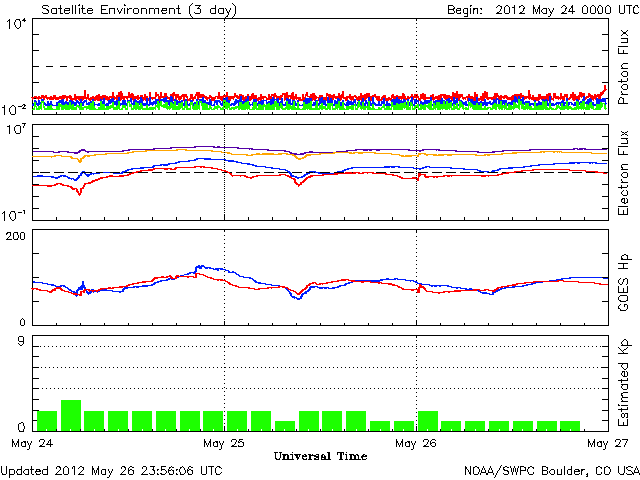 Satellite Environment (3 day) Begin: 2012 May 24 0000 UTC
10^4
10^-2
Proton Flux
10^7
10^-1
Electron Flux
200
0
GOES Hp
9
0
Estimated Kp
May 24 May 25 May 26 May 27
Universal Time
Updated 2012 May 26 23:56:06 UTC NOAA/SWPC Boulder, CO USA